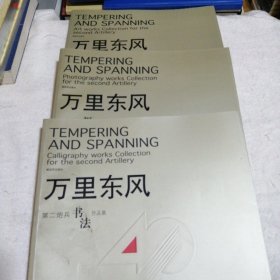 TEMPERING
AND SPANNING
Art works Collection for the
second Artillery
万里东风
TEMPERING
AND SPANNING
Photography works Collection
for the second Artillery
万里东风
TEMPERING
AND SPANNING
Calligraphy works Collection
for the second Artillery
万里东风
第二炮兵 书法 作品集
40